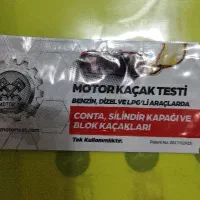 MOTOR KAÇAK TESTİ
BENZİN, DİZEL VE LPG'Lİ ARAÇLARDA
CONTA, SİLİNDİR KAPAĞI VE
BLOK KAÇAKLARI
Tek Kullanımlıktır.